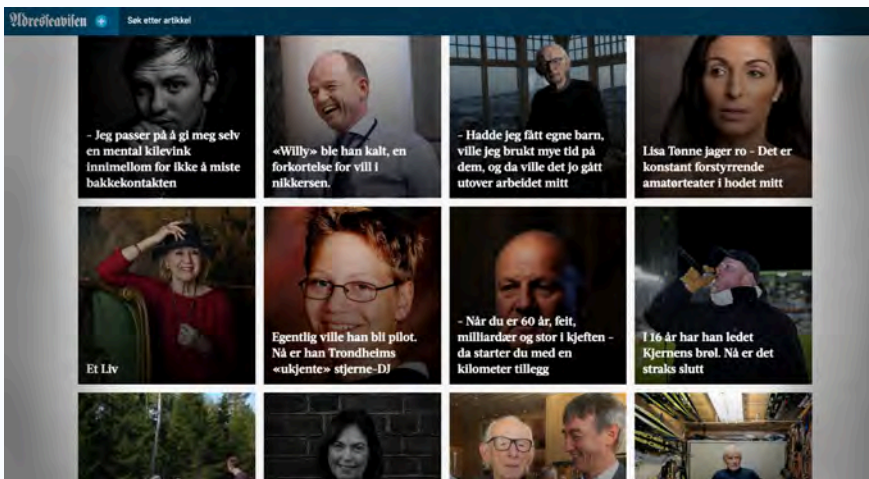 Adresseavisen
Søk etter artikkel
- Jeg passer på å gi meg selv
en mental kilevink
innimellom for ikke å miste
bakkekontakten
«Willy» ble han kalt, en
forkortelse for vill i
nikkersen.
- Hadde jeg fått egne barn,
ville jeg brukt mye tid på
dem, og da ville det jo gått
utover arbeidet mitt
Lisa Tønne jager ro - Det er
konstant forstyrrende
amatørteater i hodet mitt
Et Liv
Egentlig ville han bli pilot.
Nå er han Trondheims
«ukjente» stjerne-DJ
- Når du er 60 år, feit,
milliardær og stor i kjeften -
da starter du med en
kilometer tillegg
I 16 år har han ledet
Kjernens brøl. Nå er det
straks slutt